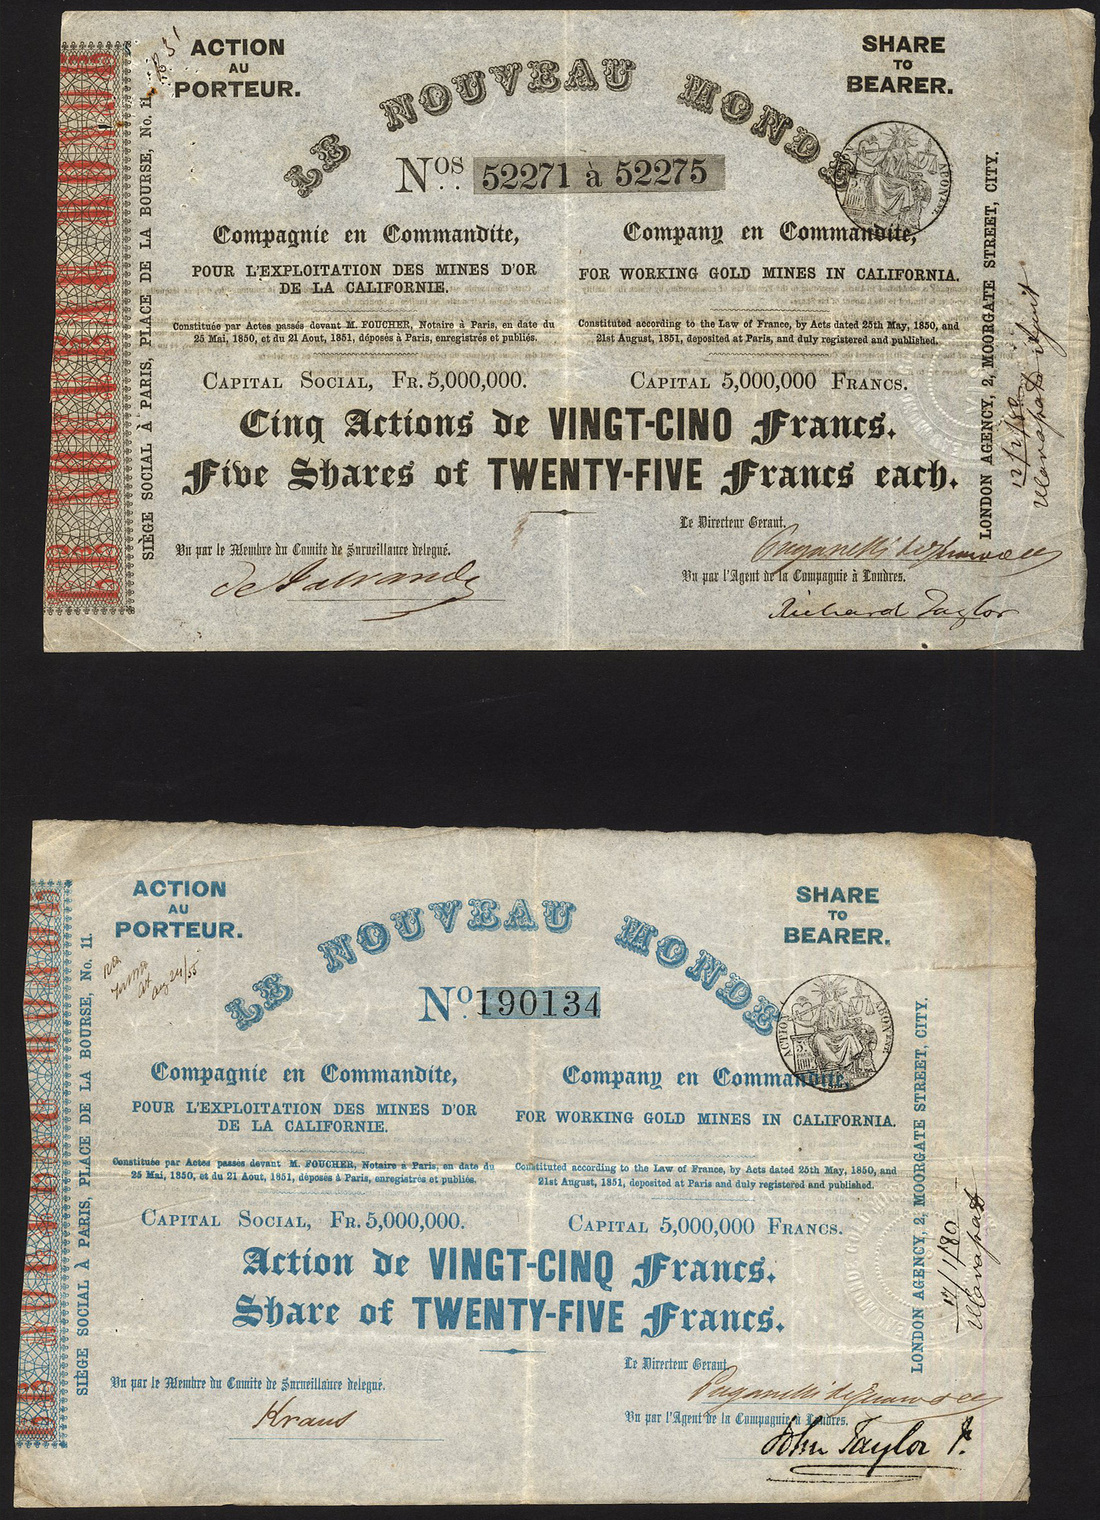 ACTION
AU
PORTEUR.
SHARE
TO
BEARER.
LE NOUVEAU MONDE
Nos 52271 à 52275
ABONEMT.
Compagnie en Commandite,
POUR L'EXPLOITATION DES MINES D'OR
DE LA CALIFORNIE.
Company en Commandite,
FOR WORKING GOLD MINES IN CALIFORNIA.
Constituée par Actes passés devant M. FOUCHER, Notaire à Paris, en date du
25 Mai, 1850, et du 21 Aout, 1851, déposés à Paris, enregistrés et publiés.
Constituted according to the Law of France, by Acts dated 25th May, 1850, and
21st August, 1851, deposited at Paris, and duly registered and published.
CAPITAL SOCIAL, FR. 5,000,000.
CAPITAL 5,000,000 FRANCS.
Cinq Actions de VINGT-CINQ Francs.
Five Shares of TWENTY-FIVE Francs each.
Vu par le Membre du Comite de Surveillance delegué.
Le Directeur Gerant,
Vu par l'Agent de la Compagnie à Londres.
Richard Taylor
SIÈGE SOCIAL À PARIS, PLACE DE LA BOURSE, No. 11.
LONDON AGENCY, 2, MOORGATE STREET, CITY.
LE NOUVEAU MONDE
ACTION
AU
PORTEUR.
SHARE
TO
BEARER.
LE NOUVEAU MONDE
No. 190134
ACTION
ABONEMT.
Compagnie en Commandite,
POUR L'EXPLOITATION DES MINES D'OR
DE LA CALIFORNIE.
Company en Commandite,
FOR WORKING GOLD MINES IN CALIFORNIA.
Constituée par Actes passés devant M. FOUCHER, Notaire à Paris, en date du
25 Mai, 1850, et du 21 Aout, 1851, déposés à Paris, enregistrés et publiés.
Constituted according to the Law of France, by Acts dated 25th May, 1850, and
21st August, 1851, deposited at Paris and duly registered and published.
CAPITAL SOCIAL, FR. 5,000,000.
CAPITAL 5,000,000 FRANCS.
Action de VINGT-CINQ Francs.
Share of TWENTY-FIVE Francs.
Vu par le Membre du Comite de Surveillance delegué.
Kraus
Le Directeur Gerant,
Vu par l'Agent de la Compagnie à Londres.
John Taylor
SIÈGE SOCIAL À PARIS, PLACE DE LA BOURSE, No. 11.
LONDON AGENCY, 2, MOORGATE STREET, CITY.